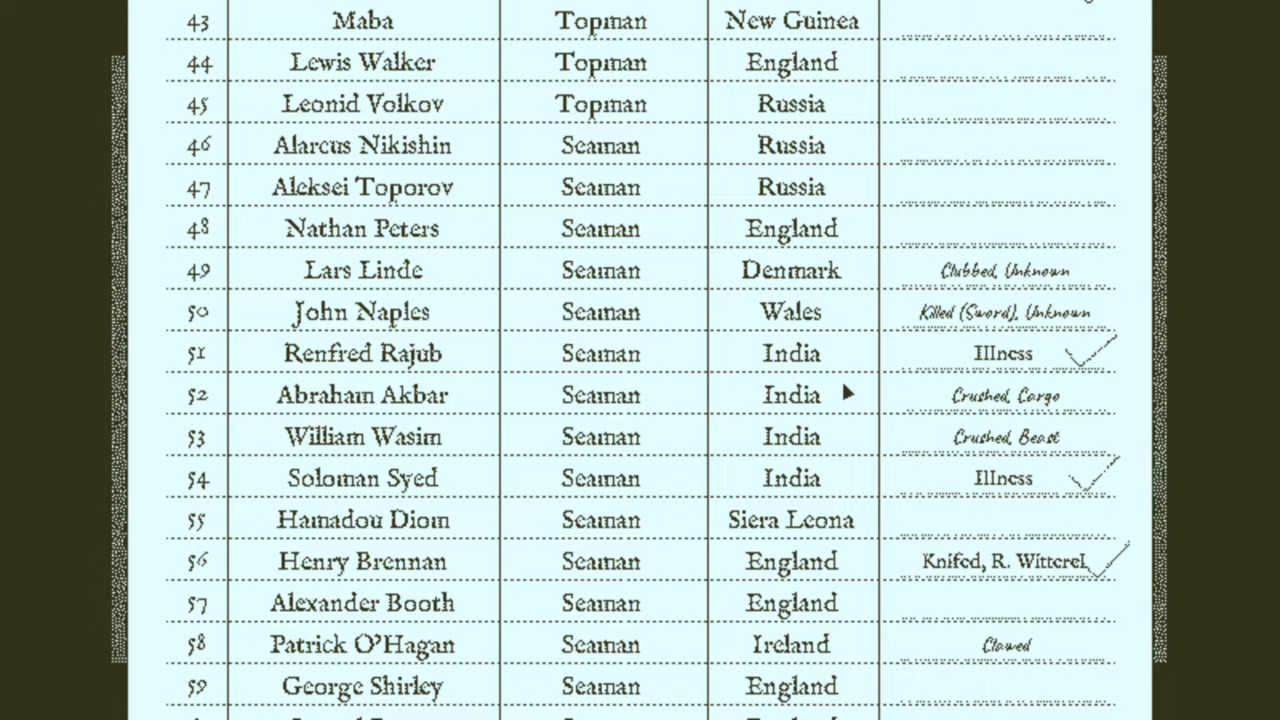 43 Maba Topman New Guinea
44 Lewis Walker Topman England
45 Leonid Volkov Topman Russia
46 Alarcus Nikishin Seaman Russia
47 Aleksei Toporov Seaman Russia
48 Nathan Peters Seaman England
49 Lars Linde Seaman Denmark Clubbed, Unknown
50 John Naples Seaman Wales Killed (Sword), Unknown
51 Renfred Rajub Seaman India Illness
52 Abraham Akbar Seaman India Crushed, Cargo
53 William Wasim Seaman India Crushed, Beast
54 Soloman Syed Seaman India Illness
55 Hamadou Diom Seaman Siera Leona
56 Henry Brennan Seaman England Knifed, R. Witterel
57 Alexander Booth Seaman England
58 Patrick O'Hagan Seaman Ireland Clawed
59 George Shirley Seaman England